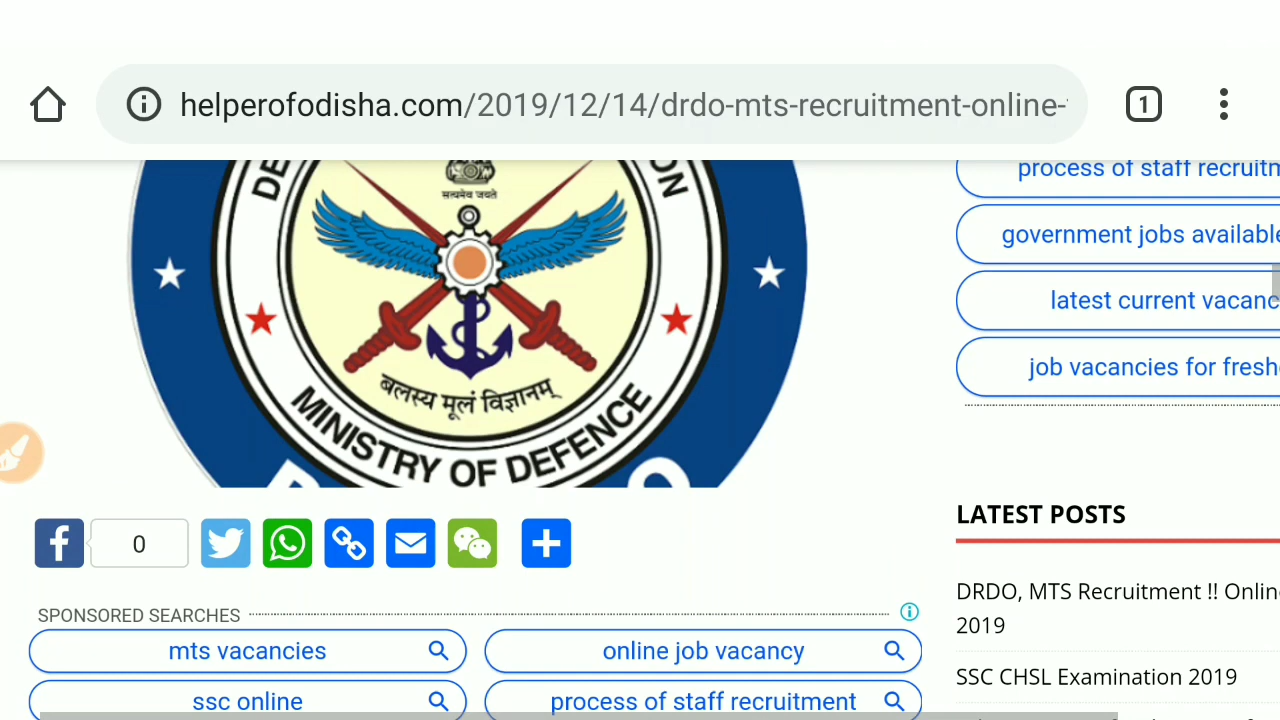 helperofodisha.com/2019/12/14/drdo-mts-recruitment-online-
1
process of staff recruitm
government jobs available
latest current vacanc
job vacancies for fresh
सत्यमेव जयते
बलस्य मूलं विज्ञानम्
MINISTRY OF DEFENCE
0
SPONSORED SEARCHES
mts vacancies
online job vacancy
ssc online
process of staff recruitment
LATEST POSTS
DRDO, MTS Recruitment !! Onlin
2019
SSC CHSL Examination 2019